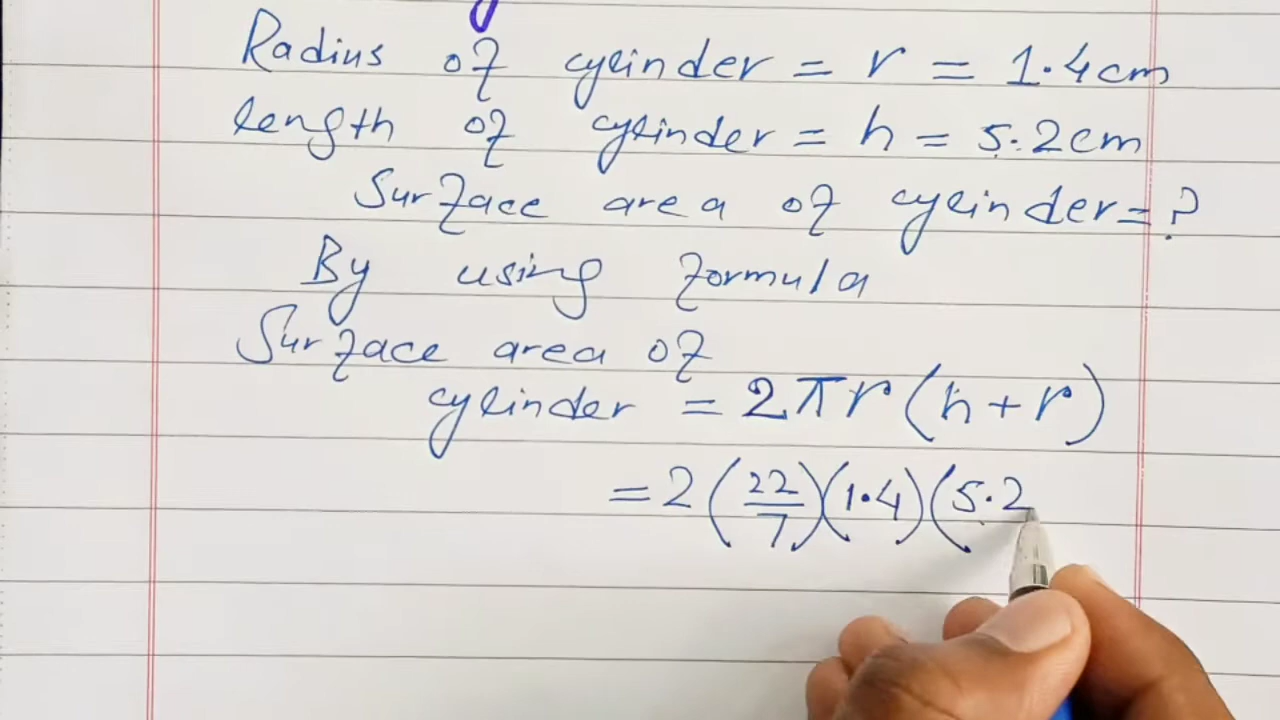 Radius of cylinder = r = 1.4cm
length of cylinder = h = 5.2cm
Surface area of cylinder = ?
By using formula
Surface area of
cylinder = 2πr(h+r)
= 2(22/7)(1.4)(5.2